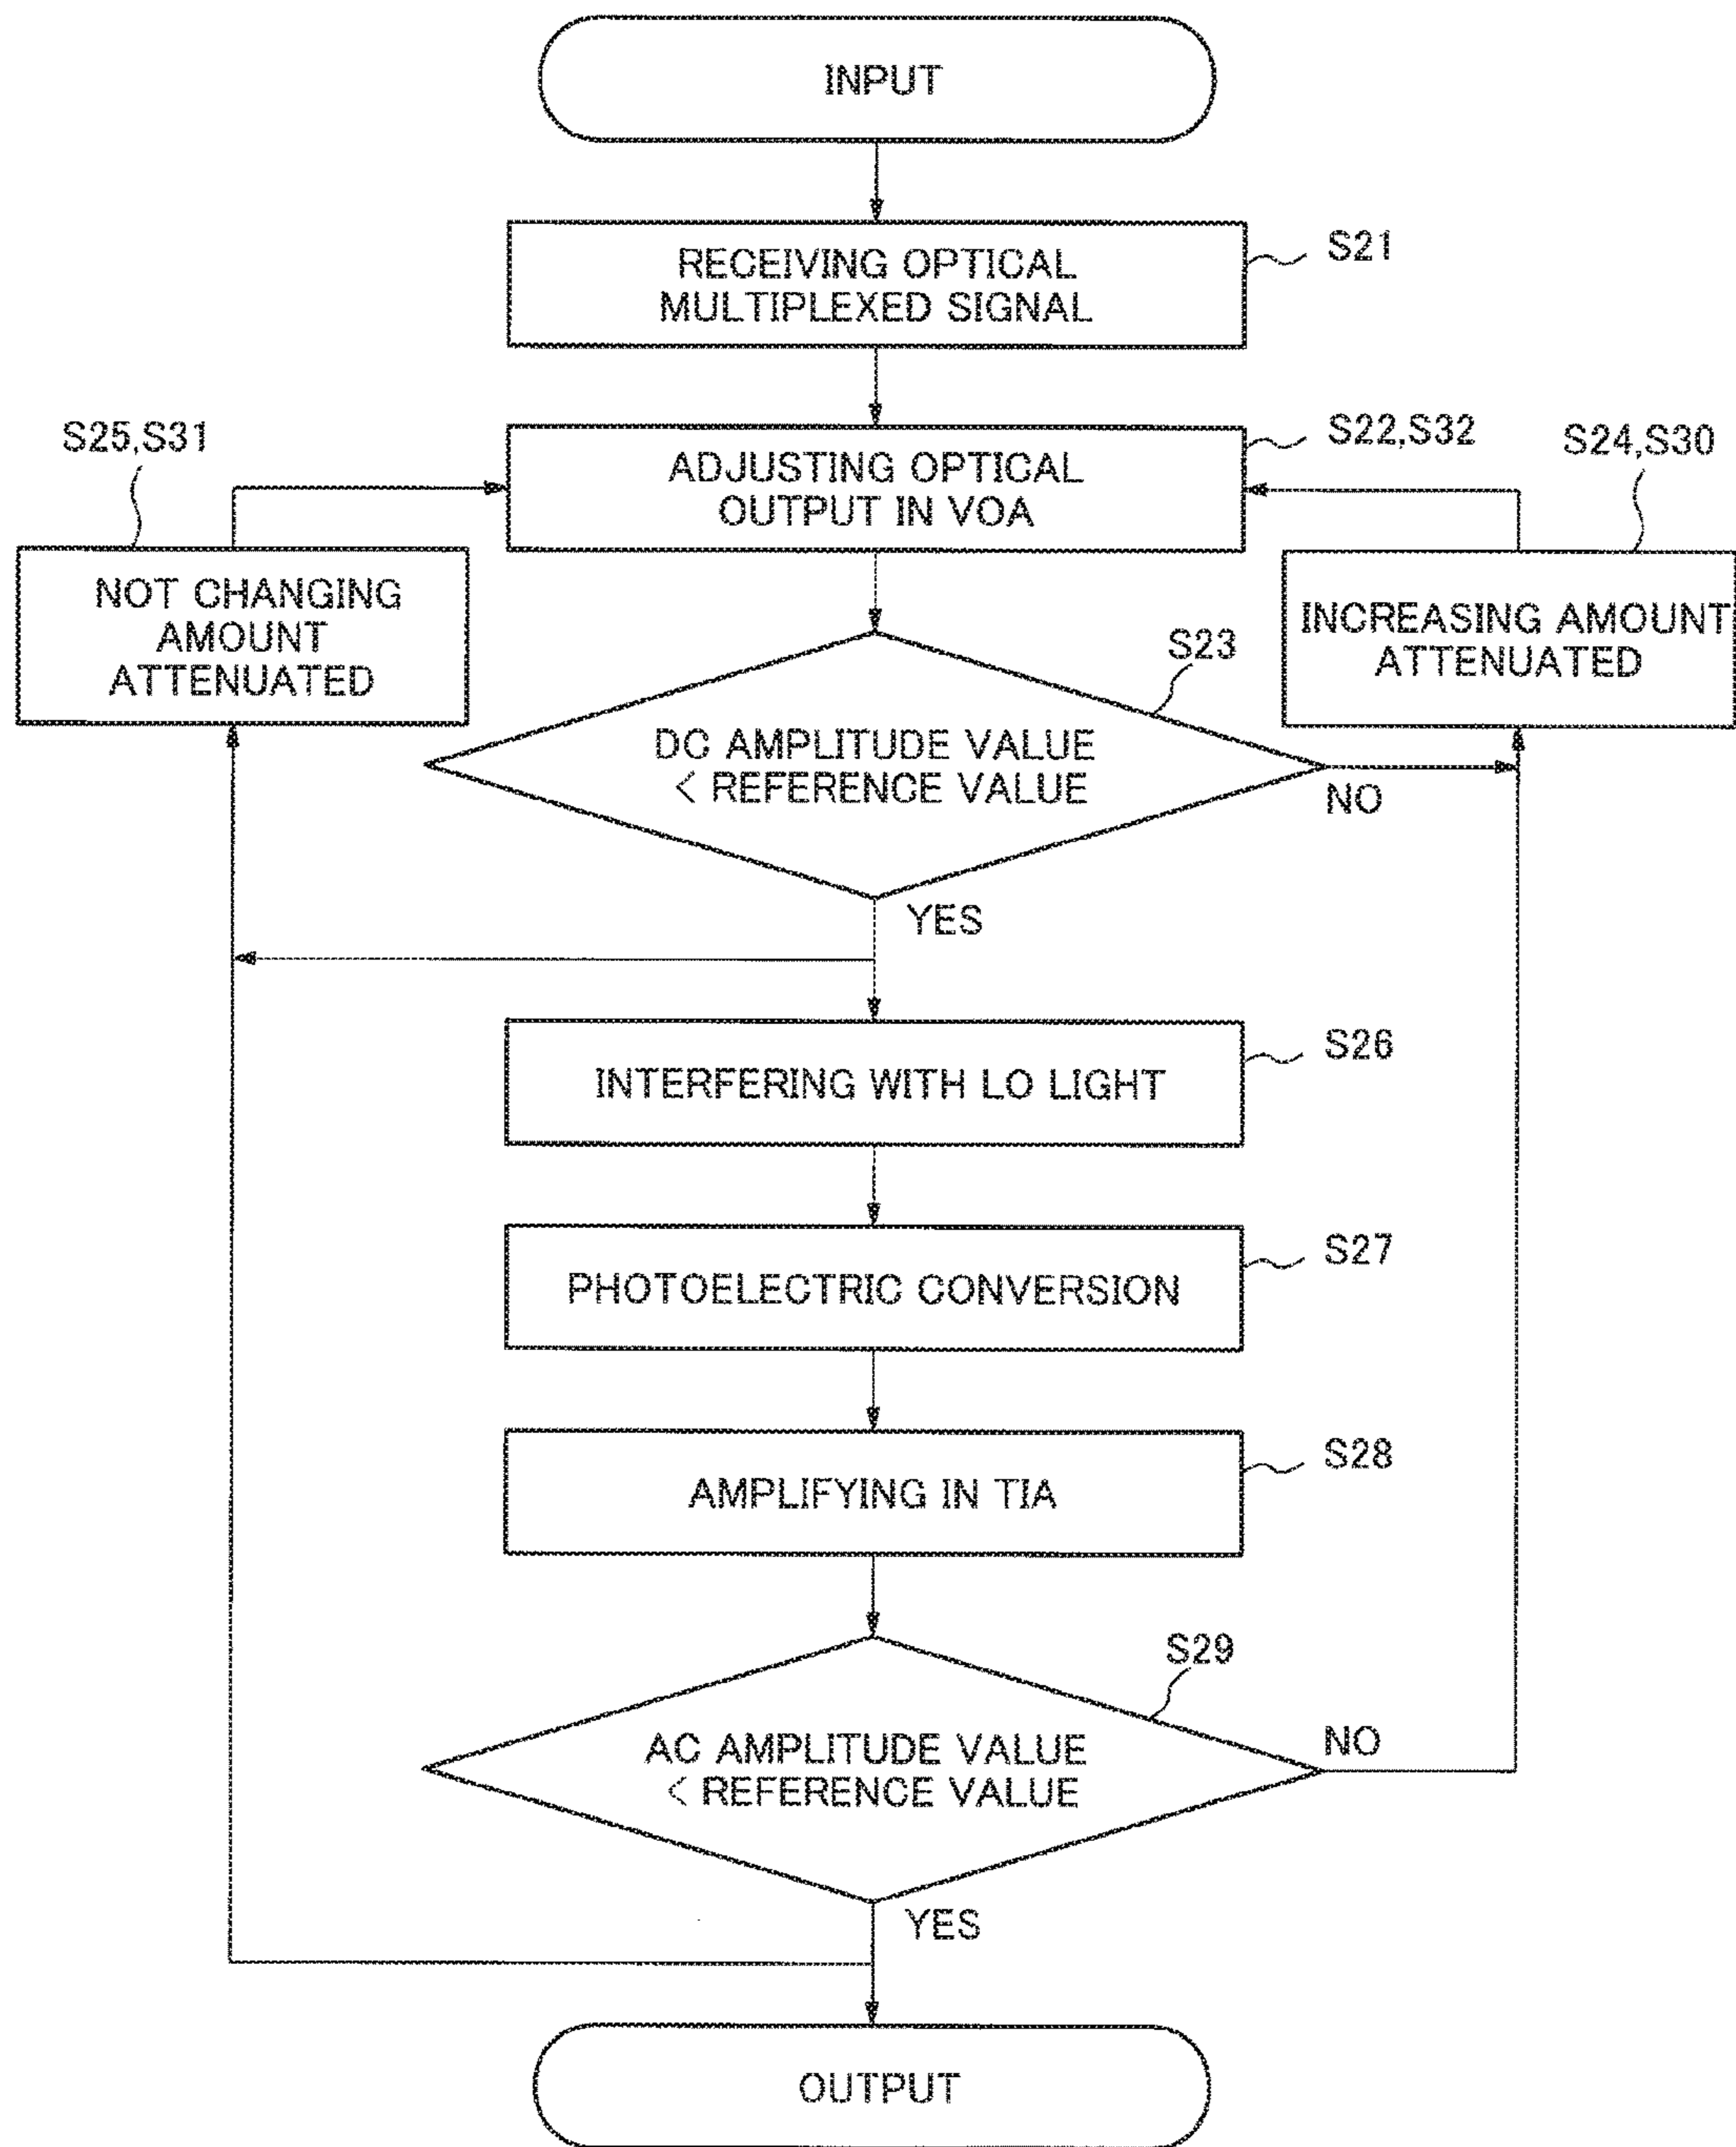 INPUT
RECEIVING OPTICAL
MULTIPLEXED SIGNAL
S21
S25,S31
ADJUSTING OPTICAL
OUTPUT IN VOA
S22,S32
S24,S30
NOT CHANGING
AMOUNT
ATTENUATED
INCREASING AMOUNT
ATTENUATED
S23
DC AMPLITUDE VALUE
< REFERENCE VALUE
NO
YES
S26
INTERFERING WITH LO LIGHT
S27
PHOTOELECTRIC CONVERSION
S28
AMPLIFYING IN TIA
S29
AC AMPLITUDE VALUE
< REFERENCE VALUE
NO
YES
OUTPUT